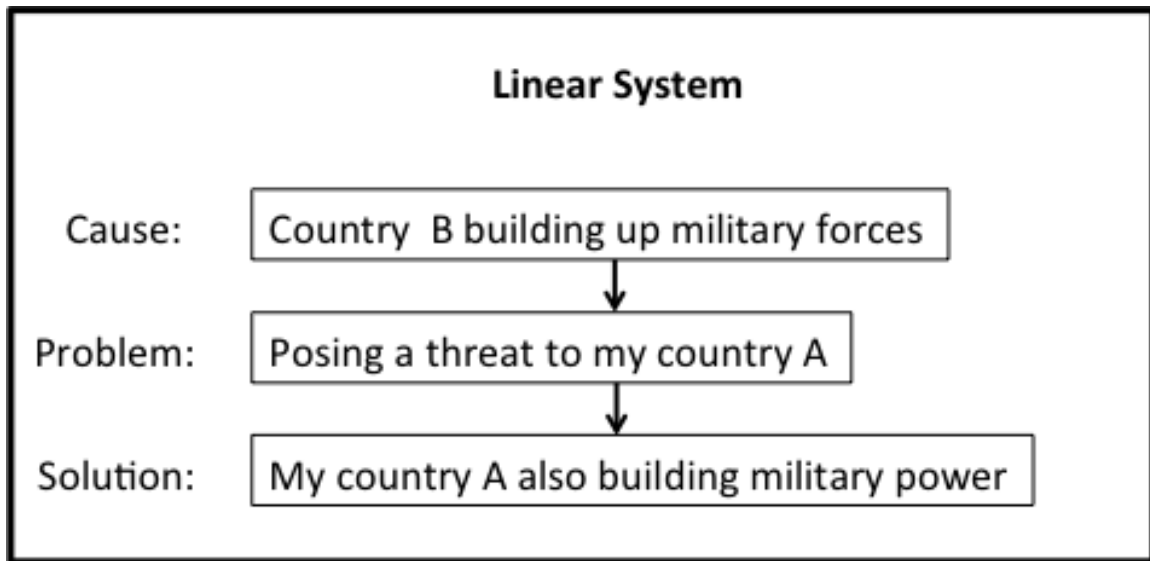 Linear System
Cause: Country B building up military forces
Problem: Posing a threat to my country A
Solution: My country A also building military power